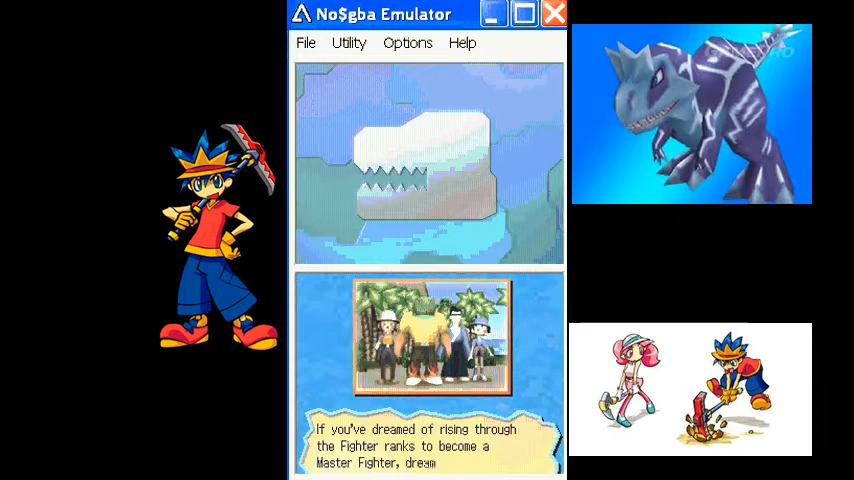 No$gba Emulator
File Utility Options Help
If you've dreamed of rising through
the Fighter ranks to become a
Master Fighter, dream